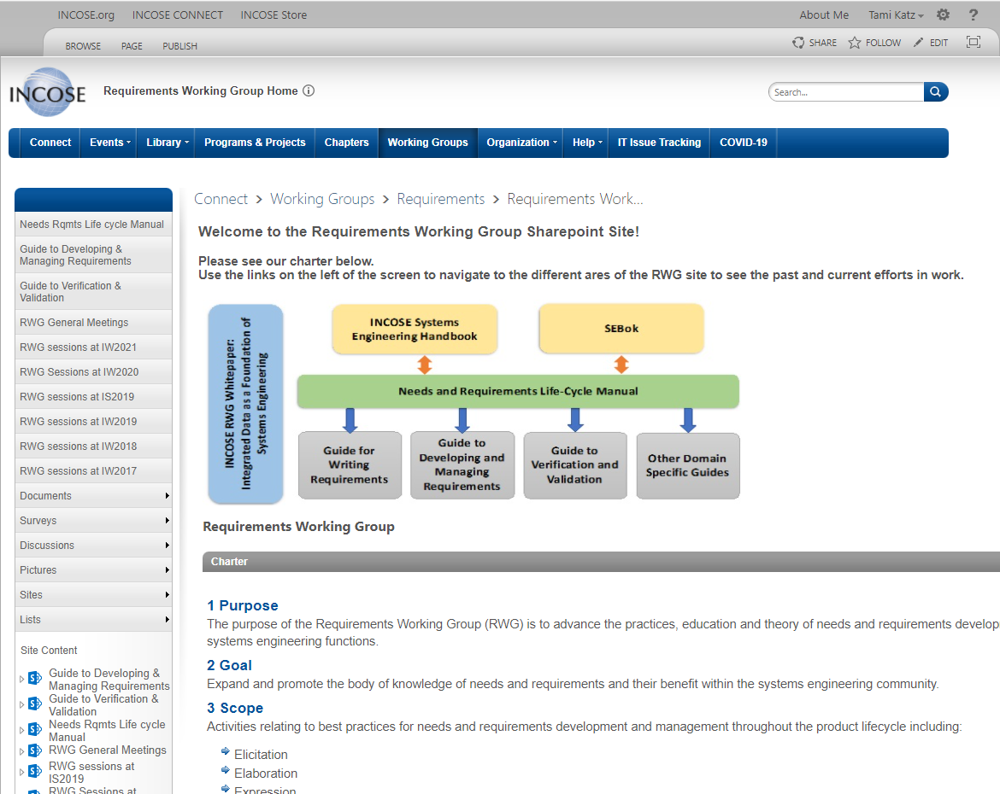 INCOSE.org INCOSE CONNECT INCOSE Store About Me Tami Katz
BROWSE PAGE PUBLISH SHARE FOLLOW EDIT
INCOSE Requirements Working Group Home
Search...
Connect Events Library Programs & Projects Chapters Working Groups Organization Help IT Issue Tracking COVID-19
Needs Rqmts Life cycle Manual
Guide to Developing &
Managing Requirements
Guide to Verification &
Validation
RWG General Meetings
RWG sessions at IW2021
RWG Sessions at IW2020
RWG sessions at IS2019
RWG sessions at IW2019
RWG sessions at IW2018
RWG sessions at IW2017
Documents
Surveys
Discussions
Pictures
Sites
Lists
Site Content
Guide to Developing &
Managing Requirements
Guide to Verification &
Validation
Needs Rqmts Life cycle
Manual
RWG General Meetings
RWG sessions at
IS2019
RWG Sessions at
Connect > Working Groups > Requirements > Requirements Work...
Welcome to the Requirements Working Group Sharepoint Site!
Please see our charter below.
Use the links on the left of the screen to navigate to the different ares of the RWG site to see the past and current efforts in work.
INCOSE RWG Whitepaper:
Integrated Data as a Foundation of
Systems Engineering
INCOSE Systems
Engineering Handbook
SEBok
Needs and Requirements Life-Cycle Manual
Guide for
Writing
Requirements
Guide to
Developing and
Managing
Requirements
Guide to
Verification and
Validation
Other Domain
Specific Guides
Requirements Working Group
Charter
1 Purpose
The purpose of the Requirements Working Group (RWG) is to advance the practices, education and theory of needs and requirements develop
systems engineering functions.
2 Goal
Expand and promote the body of knowledge of needs and requirements and their benefit within the systems engineering community.
3 Scope
Activities relating to best practices for needs and requirements development and management throughout the product lifecycle including:
Elicitation
Elaboration
Expression